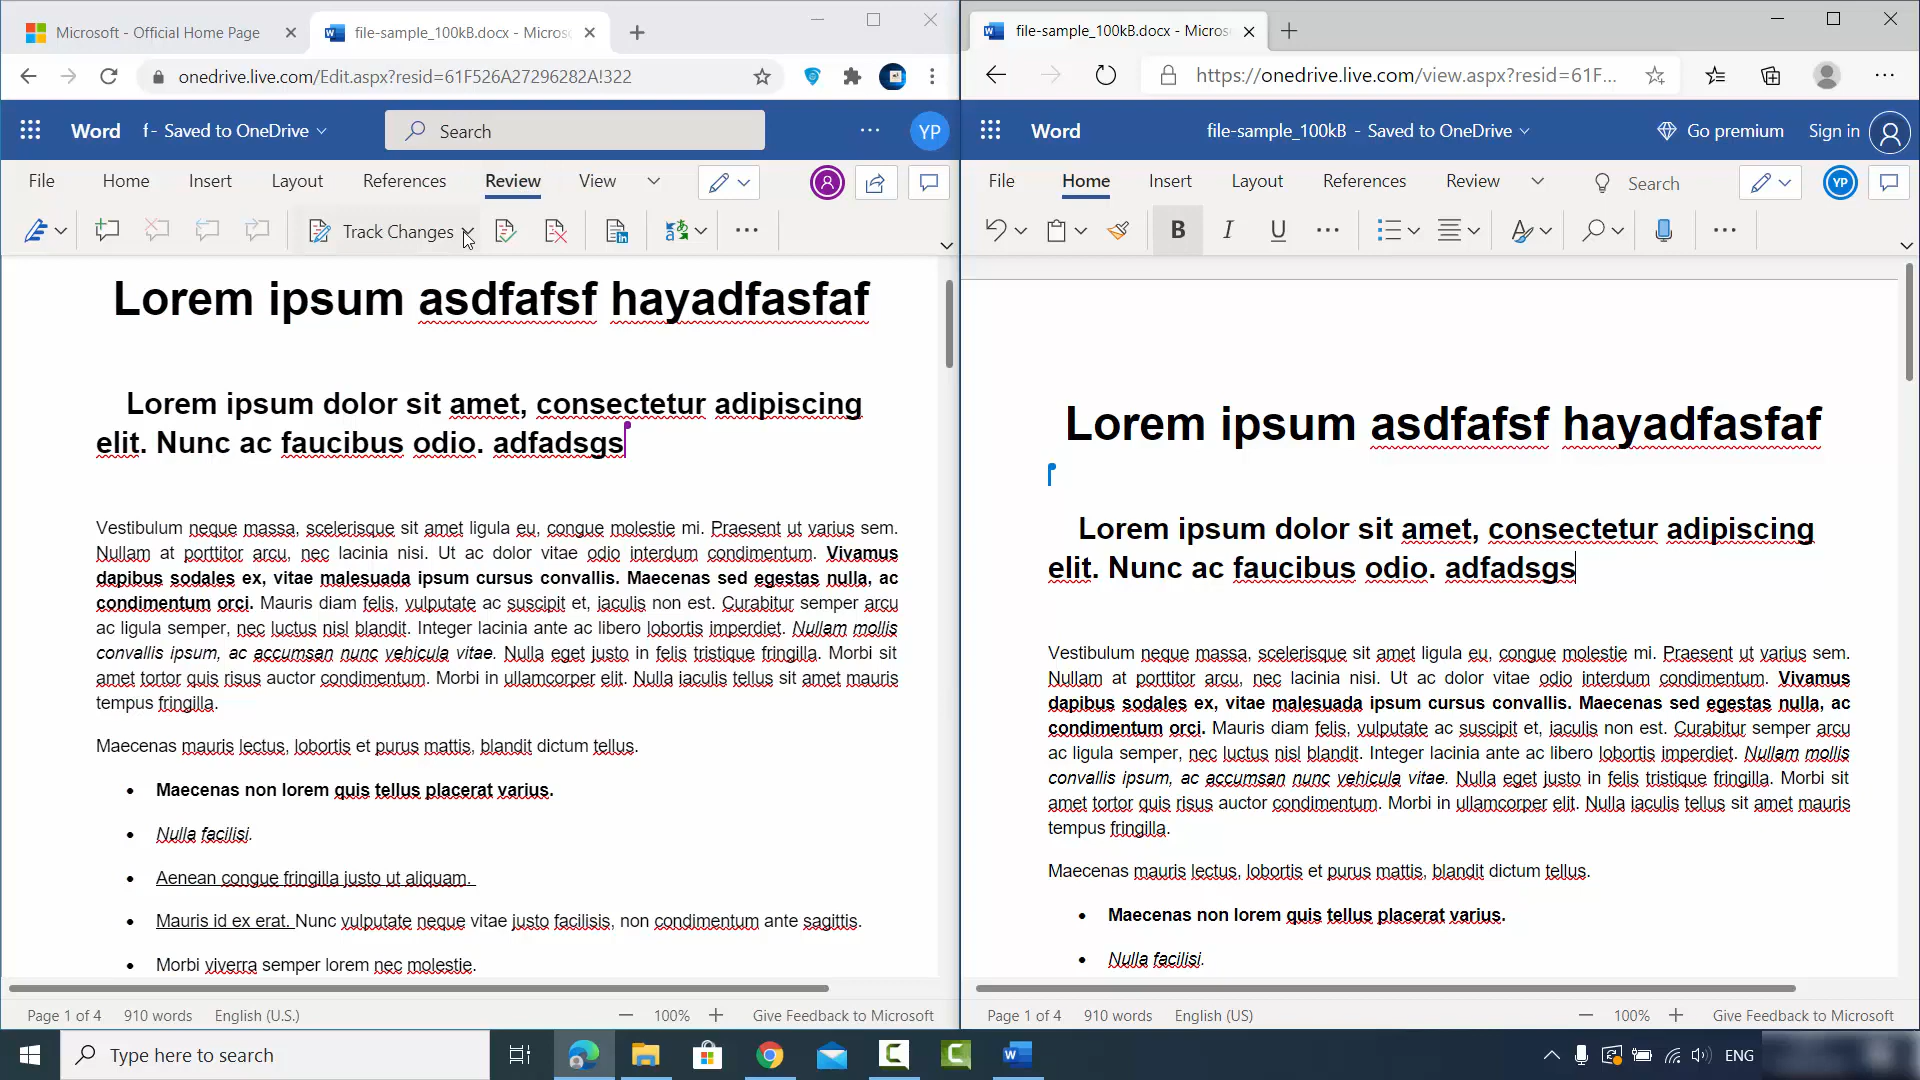 Microsoft - Official Home Page
file-sample_100kB.docx - Micros
onedrive.live.com/Edit.aspx?resid=61F526A27296282A!322
Word
f - Saved to OneDrive
Search
YP
File Home Insert Layout References Review View
Track Changes
Lorem ipsum asdfafsf hayadfasfaf
Lorem ipsum dolor sit amet, consectetur adipiscing
elit. Nunc ac faucibus odio. adfadsgs
Vestibulum neque massa, scelerisque sit amet ligula eu, congue molestie mi. Praesent ut varius sem.
Nullam at porttitor arcu, nec lacinia nisi. Ut ac dolor vitae odio interdum condimentum. Vivamus
dapibus sodales ex, vitae malesuada ipsum cursus convallis. Maecenas sed egestas nulla, ac
condimentum orci. Mauris diam felis, vulputate ac suscipit et, iaculis non est. Curabitur semper arcu
ac ligula semper, nec luctus nisl blandit. Integer lacinia ante ac libero lobortis imperdiet. Nullam mollis
convallis ipsum, ac accumsan nunc vehicula vitae. Nulla eget justo in felis tristique fringilla. Morbi sit
amet tortor quis risus auctor condimentum. Morbi in ullamcorper elit. Nulla iaculis tellus sit amet mauris
tempus fringilla.
Maecenas mauris lectus, lobortis et purus mattis, blandit dictum tellus.
• Maecenas non lorem quis tellus placerat varius.
• Nulla facilisi.
• Aenean congue fringilla justo ut aliquam.
• Mauris id ex erat. Nunc vulputate neque vitae justo facilisis, non condimentum ante sagittis.
• Morbi viverra semper lorem nec molestie.
Page 1 of 4 910 words English (U.S.) 100% Give Feedback to Microsoft
file-sample_100kB.docx - Micros
https://onedrive.live.com/view.aspx?resid=61F...
Word
file-sample_100kB - Saved to OneDrive
Go premium
Sign in
File Home Insert Layout References Review
Search
YP
B I U
Lorem ipsum asdfafsf hayadfasfaf
Lorem ipsum dolor sit amet, consectetur adipiscing
elit. Nunc ac faucibus odio. adfadsgs
Vestibulum neque massa, scelerisque sit amet ligula eu, congue molestie mi. Praesent ut varius sem.
Nullam at porttitor arcu, nec lacinia nisi. Ut ac dolor vitae odio interdum condimentum. Vivamus
dapibus sodales ex, vitae malesuada ipsum cursus convallis. Maecenas sed egestas nulla, ac
condimentum orci. Mauris diam felis, vulputate ac suscipit et, iaculis non est. Curabitur semper arcu
ac ligula semper, nec luctus nisl blandit. Integer lacinia ante ac libero lobortis imperdiet. Nullam mollis
convallis ipsum, ac accumsan nunc vehicula vitae. Nulla eget justo in felis tristique fringilla. Morbi sit
amet tortor quis risus auctor condimentum. Morbi in ullamcorper elit. Nulla iaculis tellus sit amet mauris
tempus fringilla.
Maecenas mauris lectus, lobortis et purus mattis, blandit dictum tellus.
• Maecenas non lorem quis tellus placerat varius.
• Nulla facilisi.
Page 1 of 4 910 words English (US) 100% Give Feedback to Microsoft
Type here to search
ENG